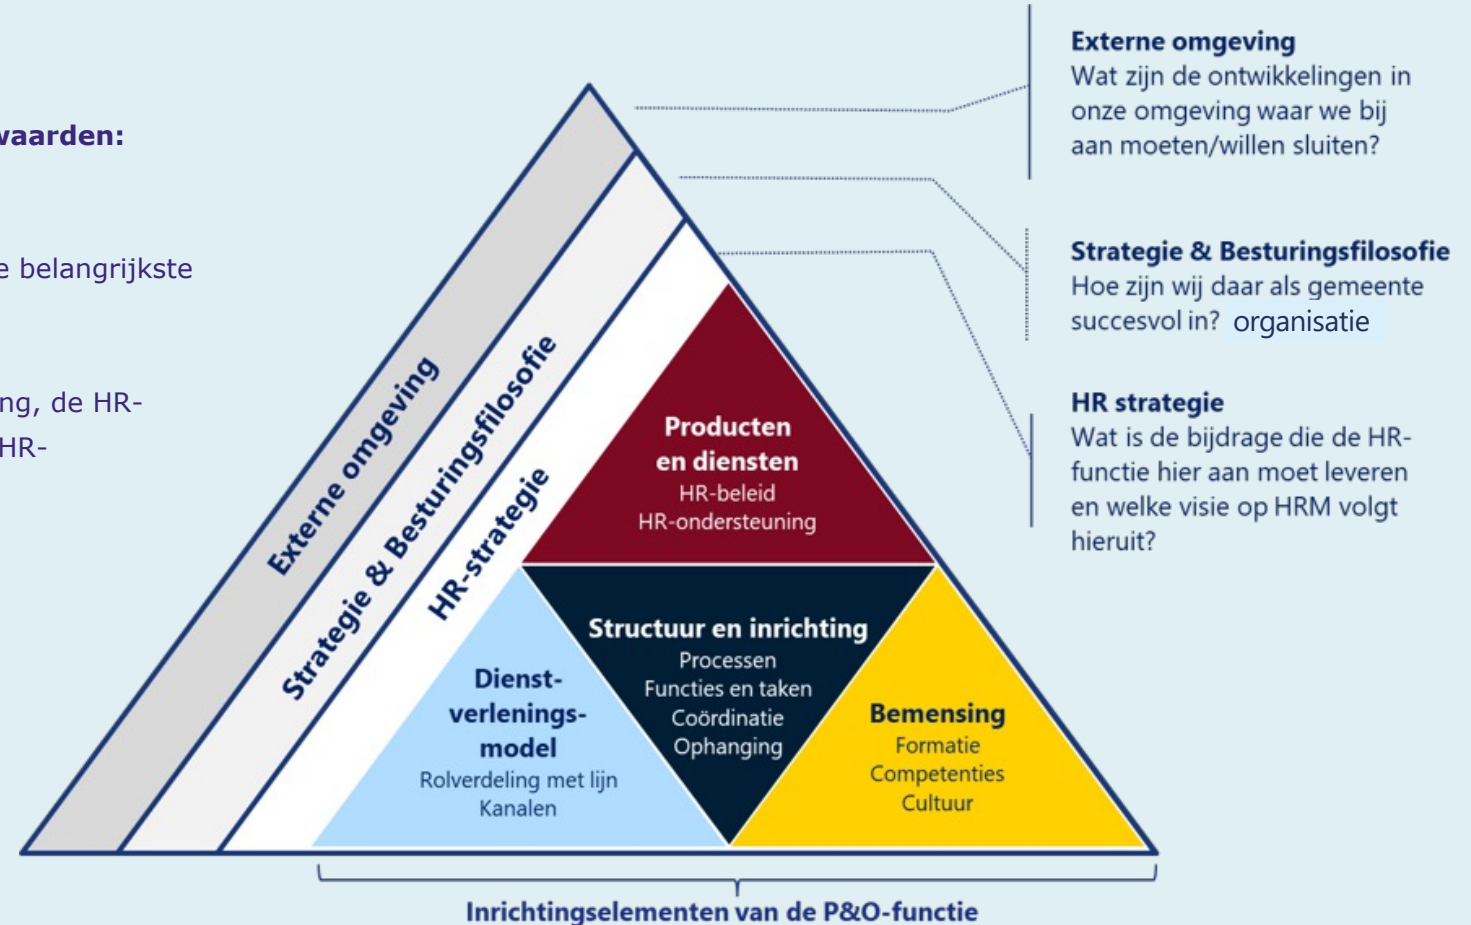 waarden:
e belangrijkste
ng, de HR-
HR-
Externe omgeving
Strategie & Besturingsfilosofie
HR-strategie
Producten
en diensten
HR-beleid
HR-ondersteuning
Dienst-
verlenings-
model
Rolverdeling met lijn
Kanalen
Structuur en inrichting
Processen
Functies en taken
Coördinatie
Ophanging
Bemensing
Formatie
Competenties
Cultuur
Inrichtingselementen van de P&O-functie
Externe omgeving
Wat zijn de ontwikkelingen in
onze omgeving waar we bij
aan moeten/willen sluiten?
Strategie & Besturingsfilosofie
Hoe zijn wij daar als gemeente
succesvol in? organisatie
HR strategie
Wat is de bijdrage die de HR-
functie hier aan moet leveren
en welke visie op HRM volgt
hieruit?